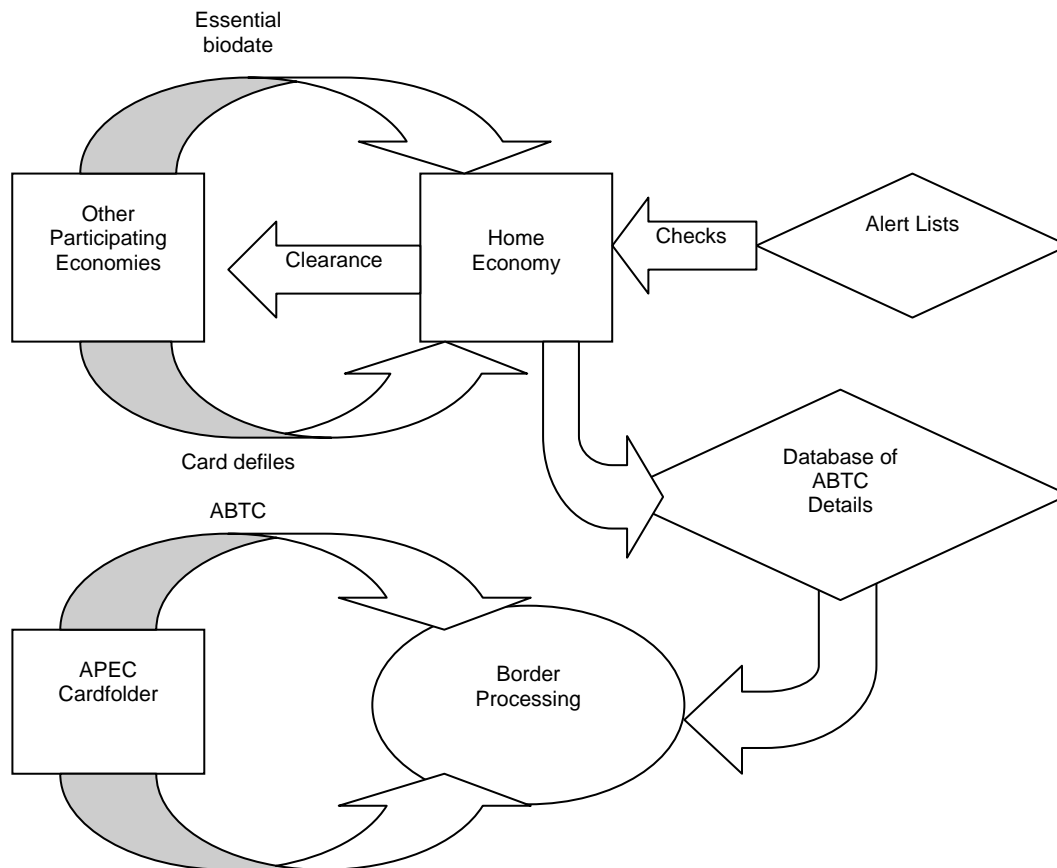 Essential
biodate
Other
Participating
Economies
Clearance
Home
Economy
Checks
Alert Lists
Card defiles
Database of
ABTC
Details
ABTC
APEC
Cardfolder
Border
Processing